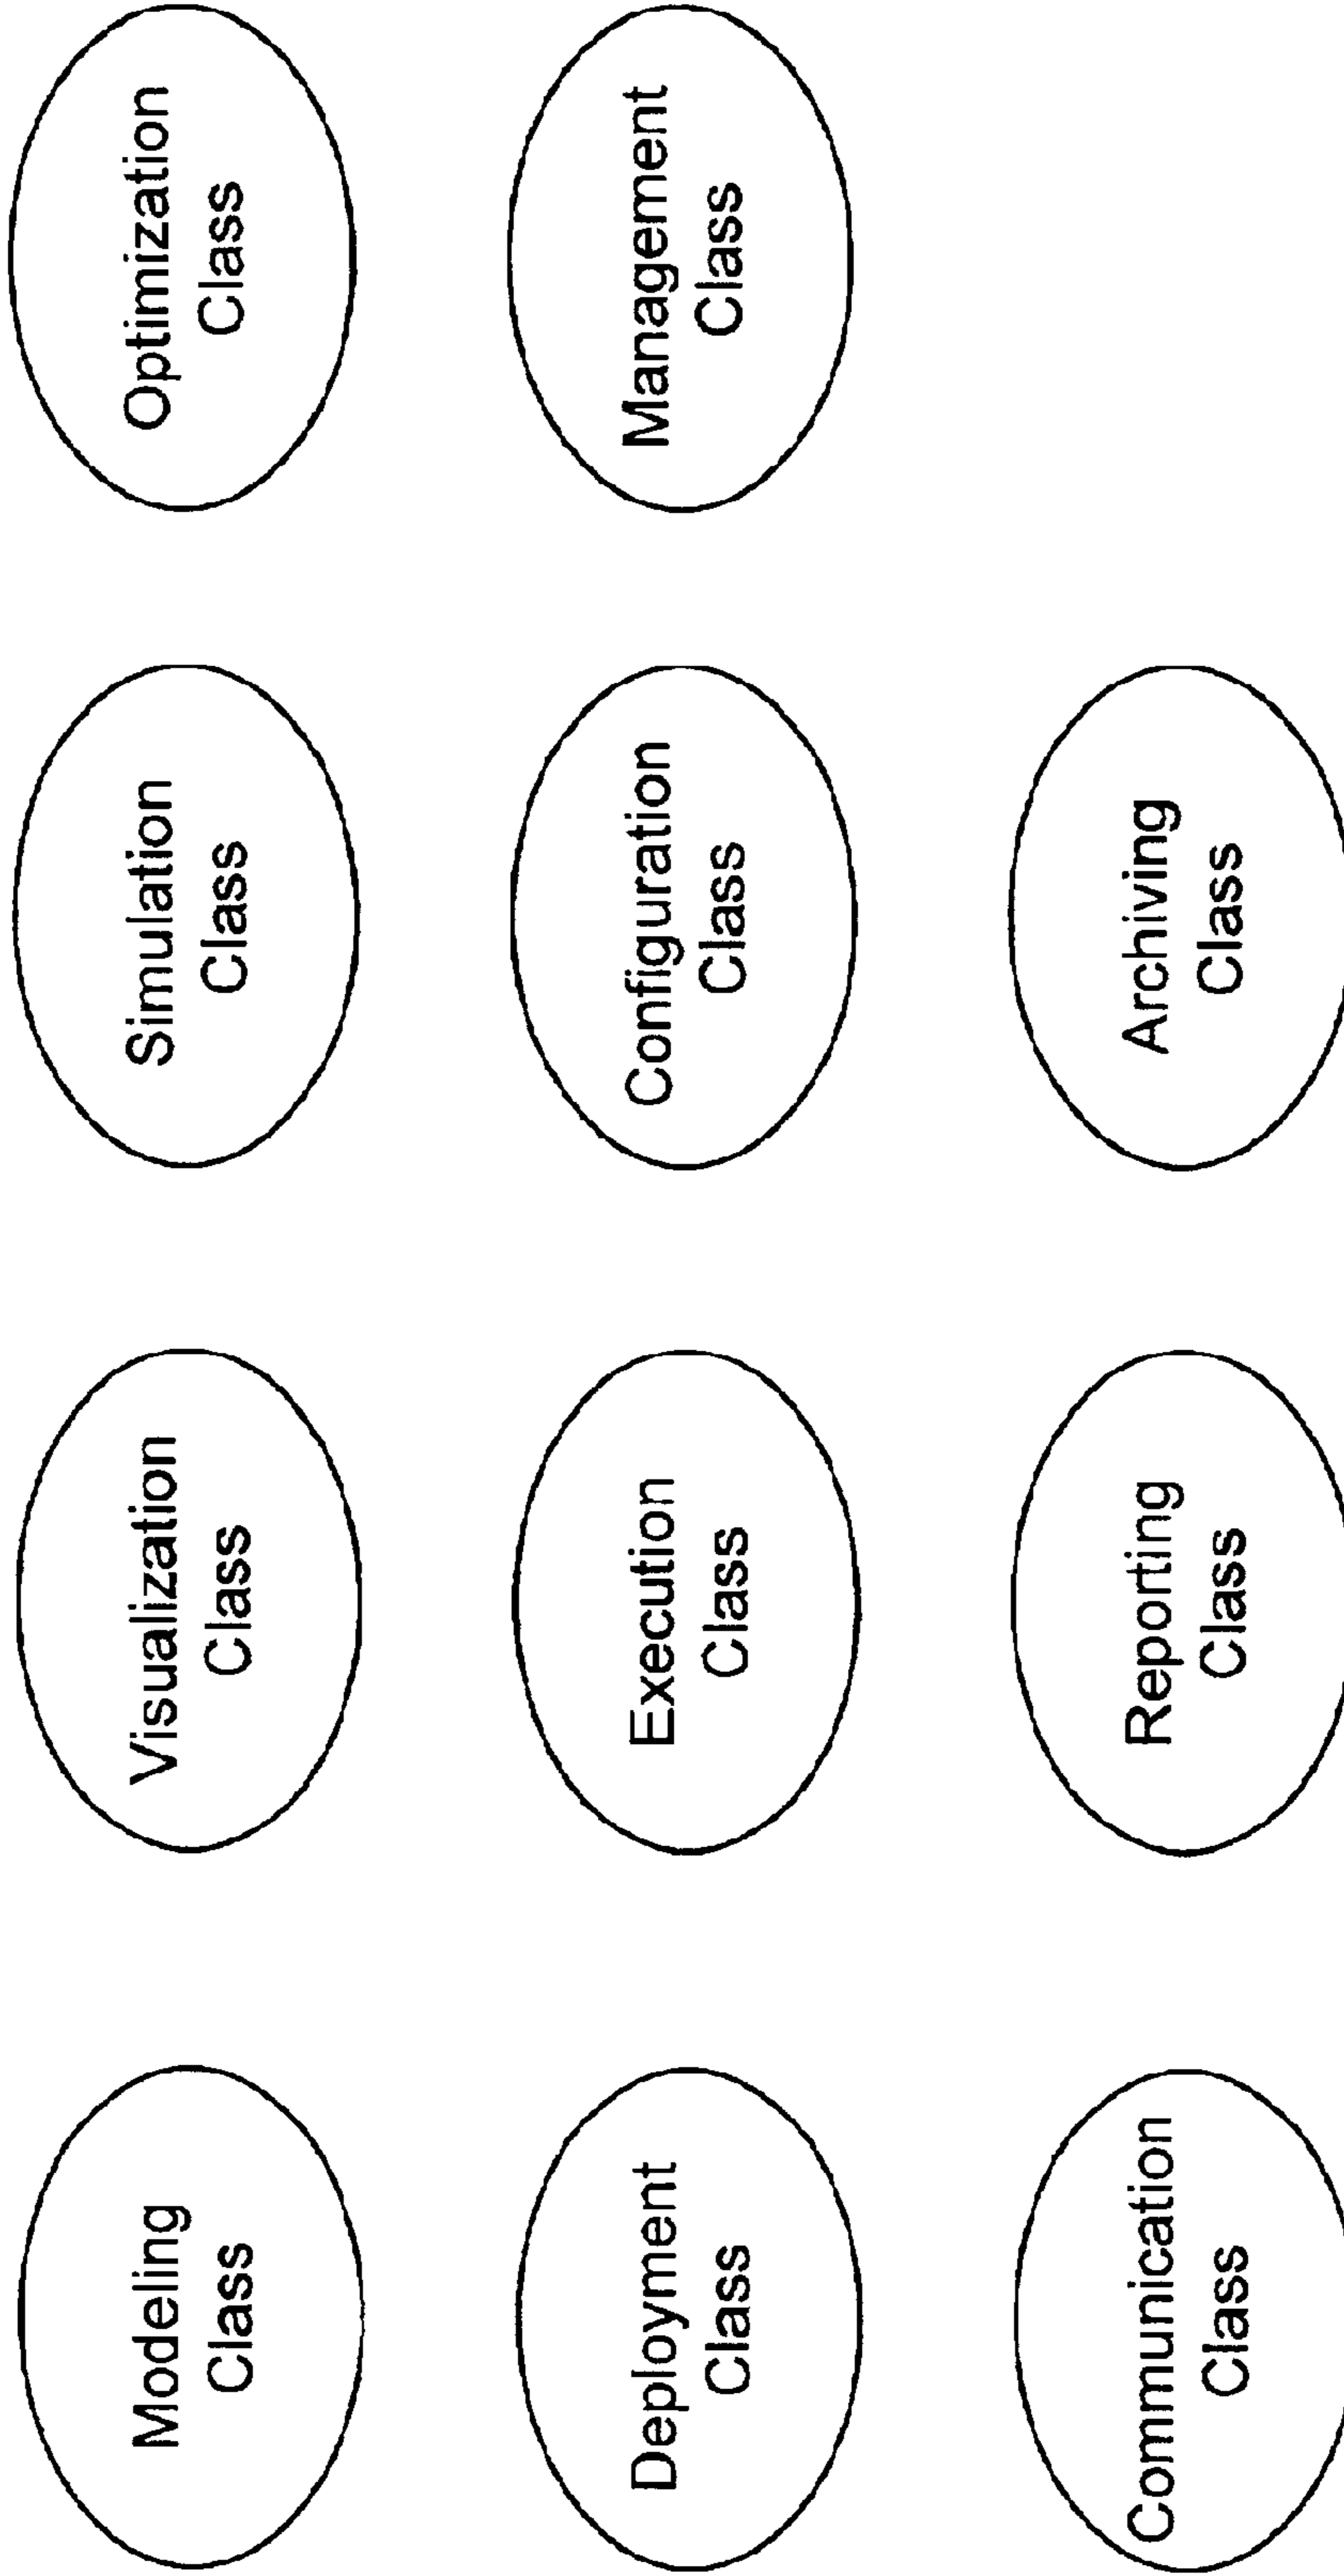 Modeling
Class
Visualization
Class
Simulation
Class
Optimization
Class
Deployment
Class
Execution
Class
Configuration
Class
Management
Class
Communication
Class
Reporting
Class
Archiving
Class